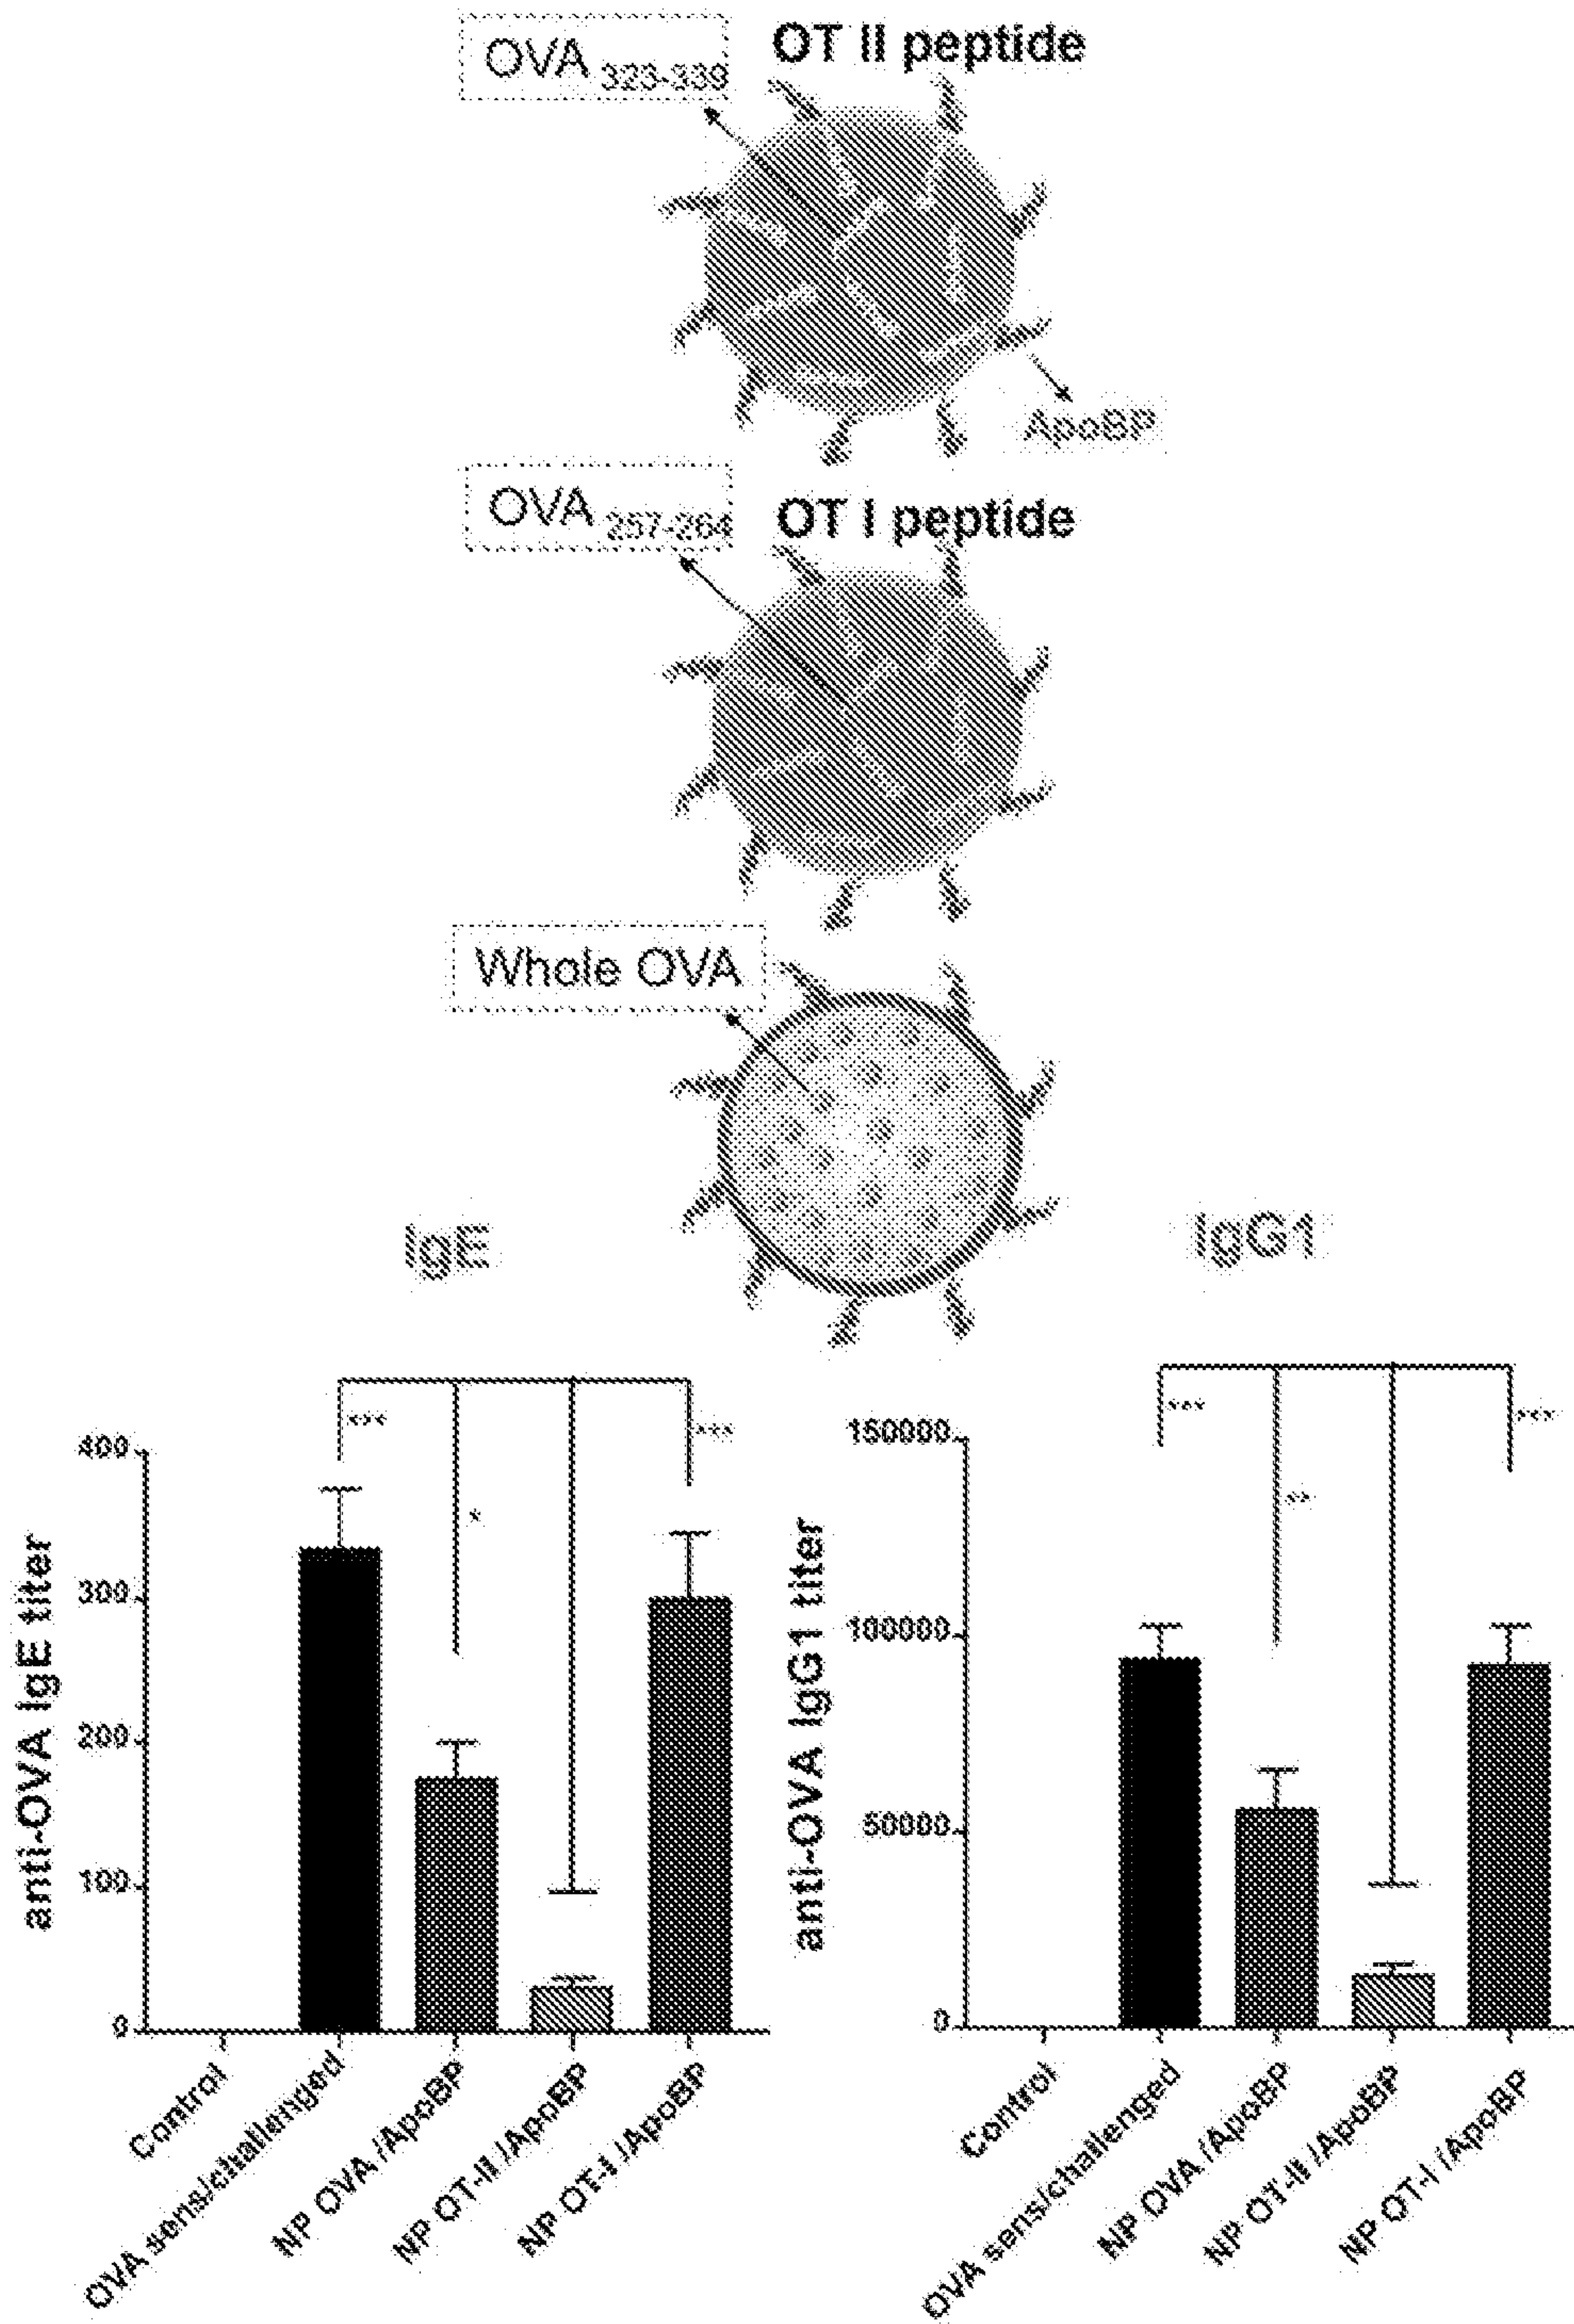 OVA 323-339 OT II peptide
ApoBP
OVA 257-264 OT I peptide
Whole OVA
IgE
IgG1
***
*
***
400
300
200
100
0
anti-OVA IgE titer
Control
OVA sens/challenged
NP OVA /ApoBP
NP OT-II /ApoBP
NP OT-I /ApoBP
***
**
***
150000
100000
50000
0
anti-OVA IgG1 titer
Control
OVA sens/challenged
NP OVA /ApoBP
NP OT-II /ApoBP
NP OT-I /ApoBP